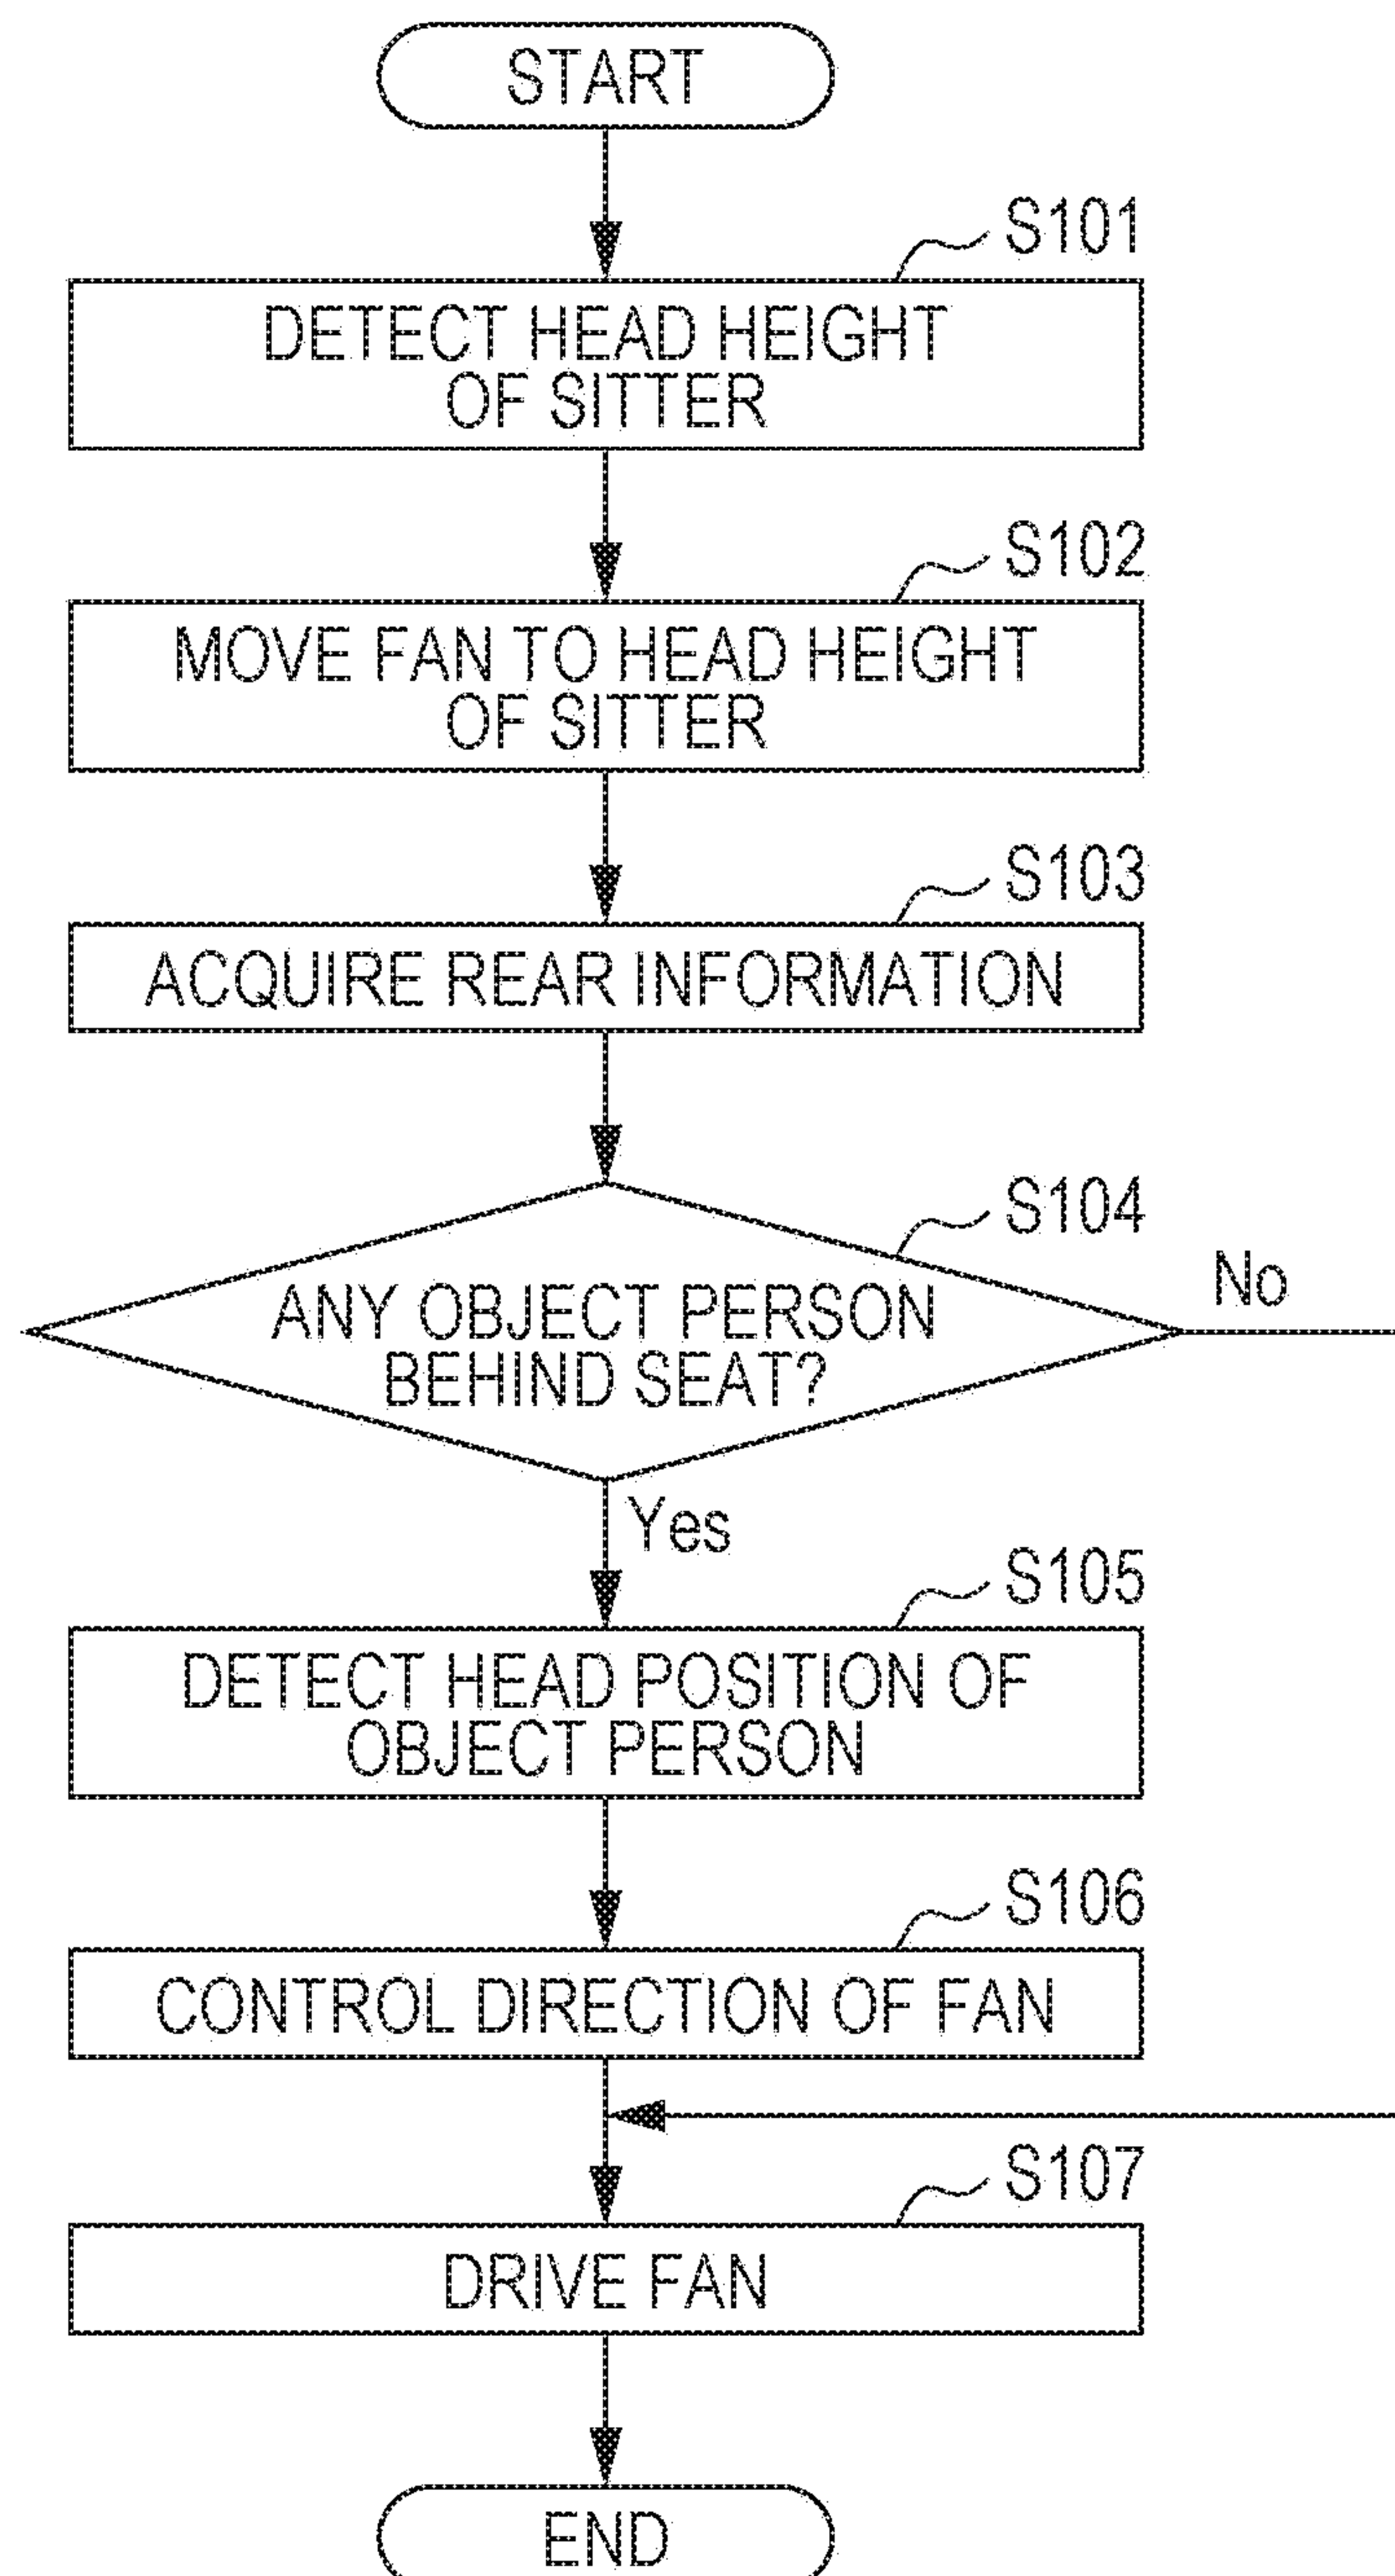 START
S101
DETECT HEAD HEIGHT
OF SITTER
S102
MOVE FAN TO HEAD HEIGHT
OF SITTER
S103
ACQUIRE REAR INFORMATION
S104
No
ANY OBJECT PERSON
BEHIND SEAT?
Yes
S105
DETECT HEAD POSITION OF
OBJECT PERSON
S106
CONTROL DIRECTION OF FAN
S107
DRIVE FAN
END